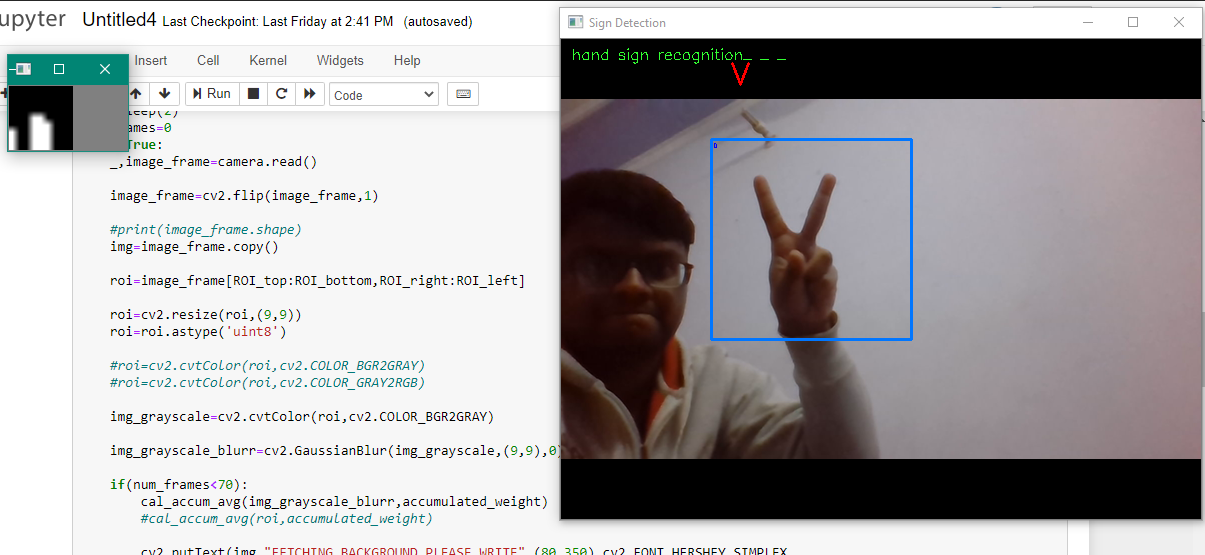 upyter Untitled4 Last Checkpoint: Last Friday at 2:41 PM (autosaved)
Insert Cell Kernel Widgets Help
Run
Code
eep(2)
ames=0
True:
_,image_frame=camera.read()
image_frame=cv2.flip(image_frame,1)
#print(image_frame.shape)
img=image_frame.copy()
roi=image_frame[ROI_top:ROI_bottom,ROI_right:ROI_left]
roi=cv2.resize(roi,(9,9))
roi=roi.astype('uint8')
#roi=cv2.cvtColor(roi,cv2.COLOR_BGR2GRAY)
#roi=cv2.cvtColor(roi,cv2.COLOR_GRAY2RGB)
img_grayscale=cv2.cvtColor(roi,cv2.COLOR_BGR2GRAY)
img_grayscale_blurr=cv2.GaussianBlur(img_grayscale,(9,9),0)
if(num_frames<70):
cal_accum_avg(img_grayscale_blurr,accumulated_weight)
#cal_accum_avg(roi,accumulated_weight)
cv2.putText(img,"FETCHING BACKGROUND PLEASE WRITE",(80,350),cv2.FONT_HERSHEY_SIMPLEX,
Sign Detection
hand sign recognition_ _ _
V